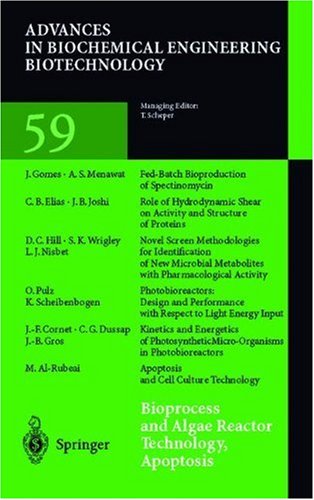 ADVANCES
IN BIOCHEMICAL ENGINEERING
BIOTECHNOLOGY
Managing Editor:
T. Scheper
59
J. Gomes · A. S. Menawat
Fed-Batch Bioproduction
of Spectinomycin
C. B. Elias · J. B. Joshi
Role of Hydrodynamic Shear
on Activity and Structure
of Proteins
D. C. Hill · S. K. Wrigley
L. J. Nisbet
Novel Screen Methodologies
for Identification
of New Microbial Metabolites
with Pharmacological Activity
O. Pulz
K. Scheibenbogen
Photobioreactors:
Design and Performance
with Respect to Light Energy Input
J.-F. Cornet · C. G. Dussap
J.-B. Gros
Kinetics and Energetics
of PhotosyntheticMicro-Organisms
in Photobioreactors
M. Al-Rubeai
Apoptosis
and Cell Culture Technology
Bioprocess
and Algae Reactor
Technology,
Apoptosis
Springer